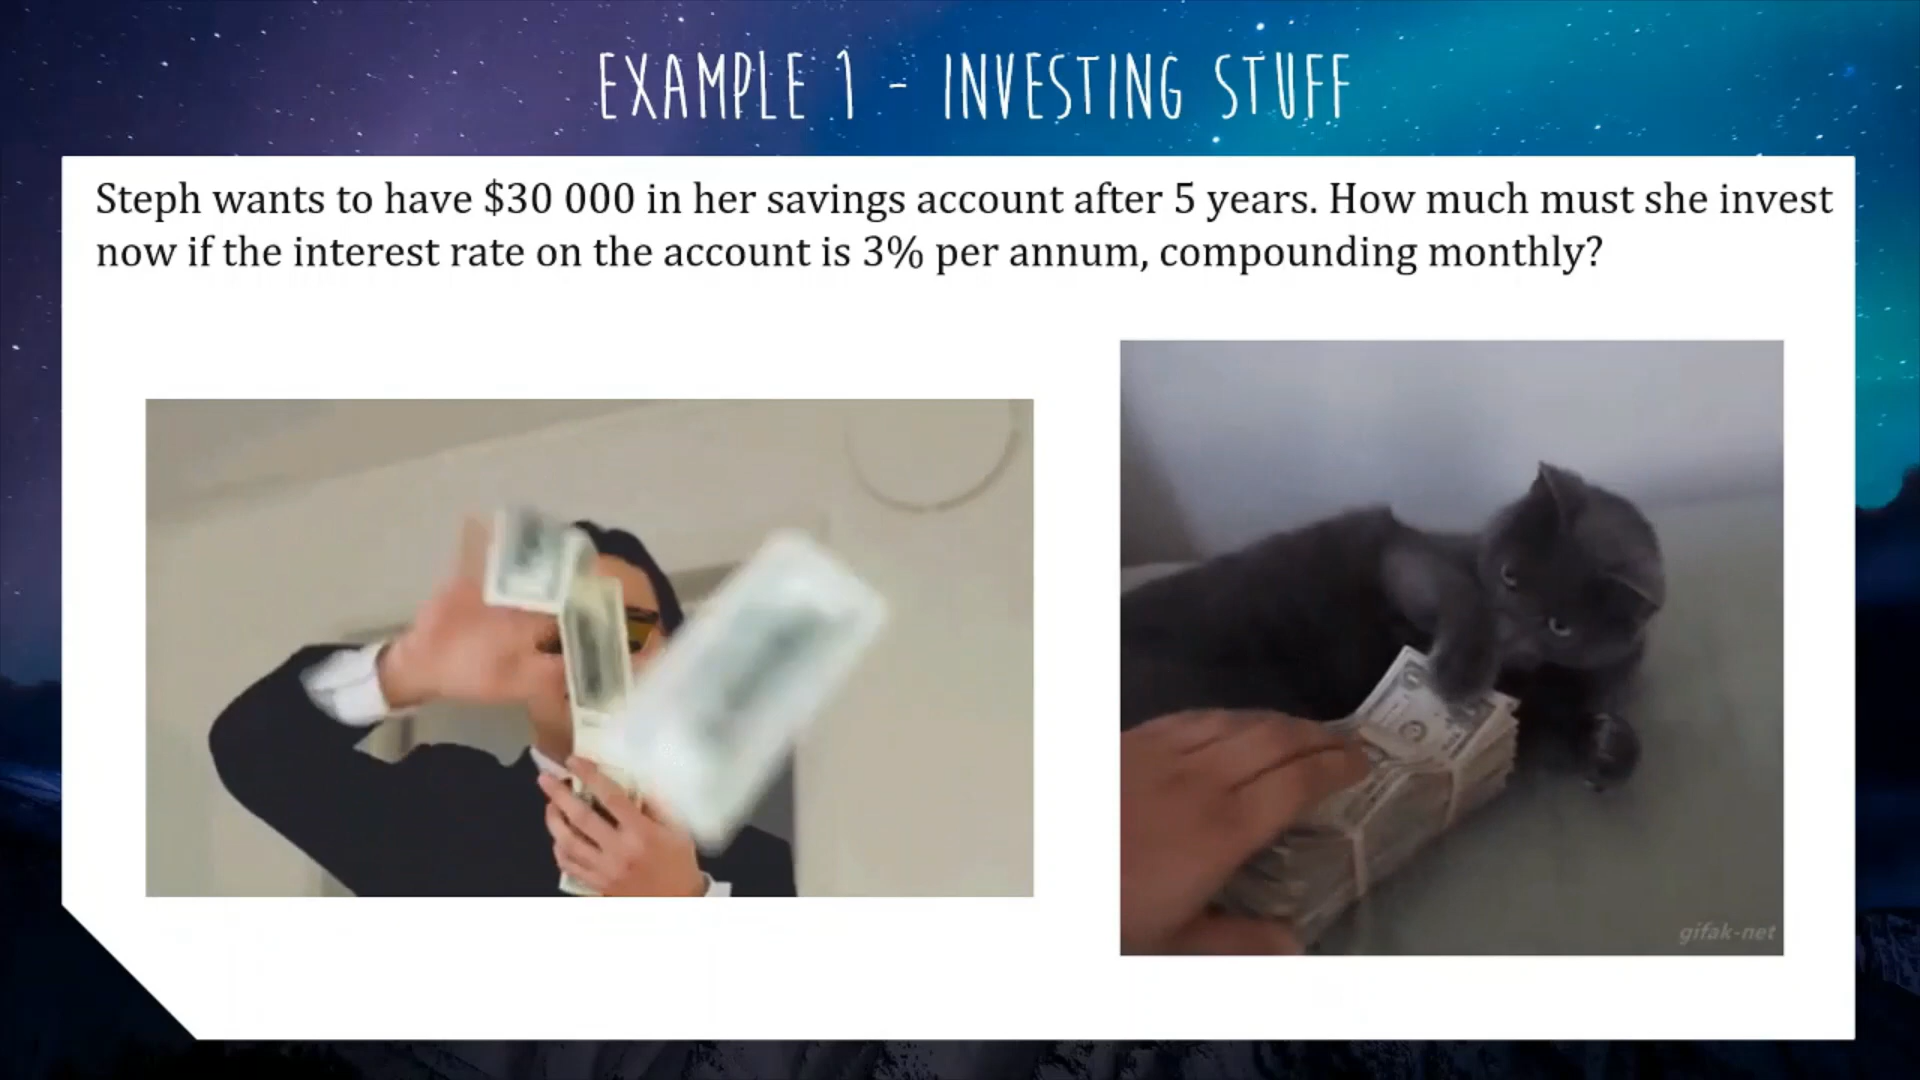 EXAMPLE 1 - INVESTING STUFF
Steph wants to have $30 000 in her savings account after 5 years. How much must she invest
now if the interest rate on the account is 3% per annum, compounding monthly?
gifak-net